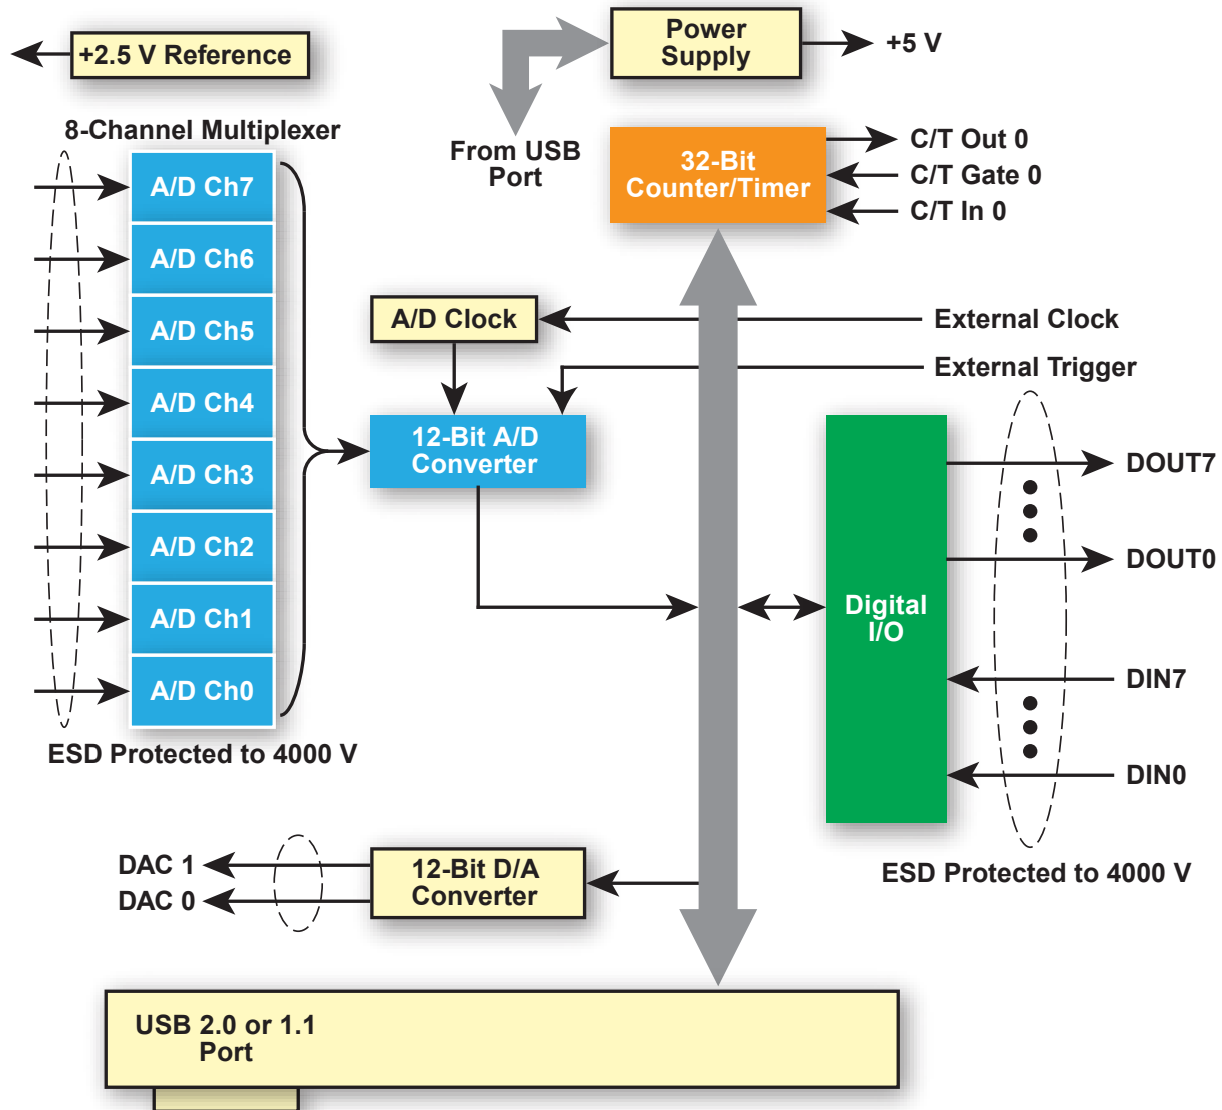 +2.5 V Reference
Power
Supply
+5 V
From USB
Port
8-Channel Multiplexer
A/D Ch7
A/D Ch6
A/D Ch5
A/D Ch4
A/D Ch3
A/D Ch2
A/D Ch1
A/D Ch0
ESD Protected to 4000 V
32-Bit
Counter/Timer
C/T Out 0
C/T Gate 0
C/T In 0
A/D Clock
External Clock
External Trigger
12-Bit A/D
Converter
Digital
I/O
DOUT7
DOUT0
DIN7
DIN0
ESD Protected to 4000 V
DAC 1
DAC 0
12-Bit D/A
Converter
USB 2.0 or 1.1
Port